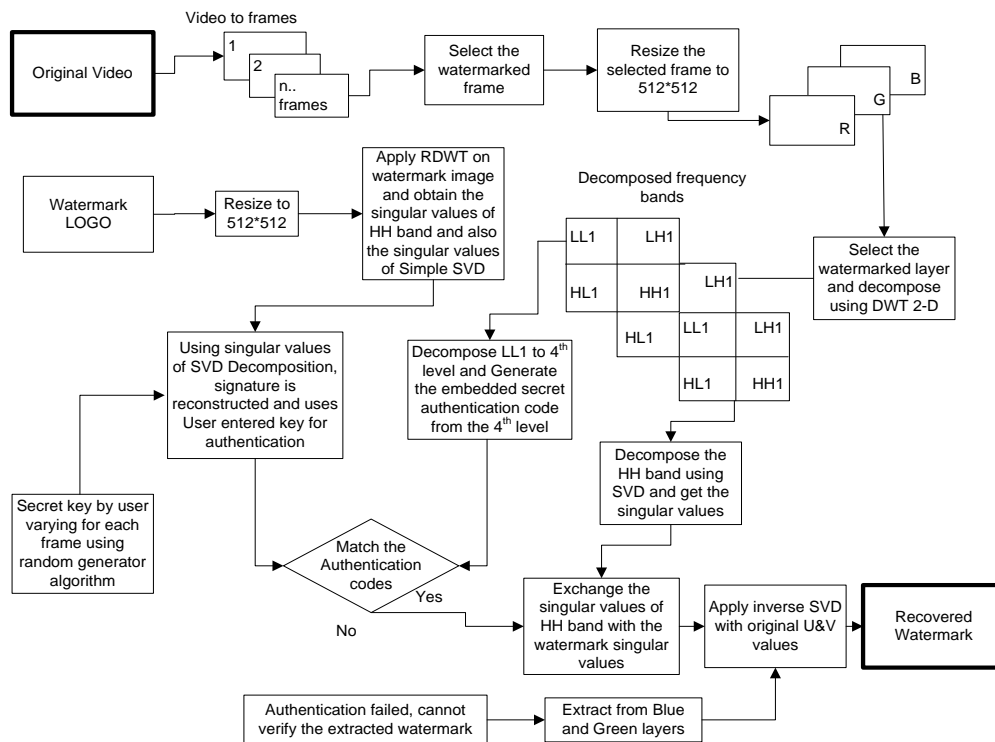 Video to frames
Original Video
1
2
n..
frames
Select the
watermarked
frame
Resize the
selected frame to
512*512
B
G
R
Watermark
LOGO
Resize to
512*512
Apply RDWT on
watermark image
and obtain the
singular values of
HH band and also
the singular values
of Simple SVD
Decomposed frequency
bands
LL1
LH1
HL1
HH1
LH1
HL1
LL1
LH1
HL1
HH1
Select the
watermarked layer
and decompose
using DWT 2-D
Using singular values
of SVD Decomposition,
signature is
reconstructed and uses
User entered key for
authentication
Decompose LL1 to 4th
level and Generate
the embedded secret
authentication code
from the 4th level
Decompose the
HH band using
SVD and get the
singular values
Secret key by user
varying for each
frame using
random generator
algorithm
Match the
Authentication
codes
Yes
No
Exchange the
singular values of
HH band with the
watermark singular
values
Apply inverse SVD
with original U&V
values
Recovered
Watermark
Authentication failed, cannot
verify the extracted watermark
Extract from Blue
and Green layers